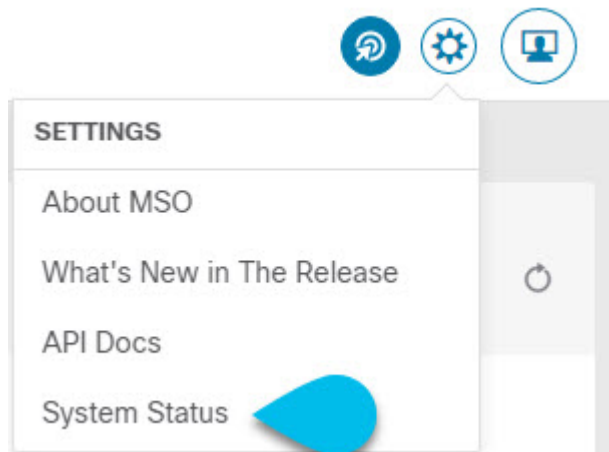 SETTINGS
About MSO
What's New in The Release
API Docs
System Status